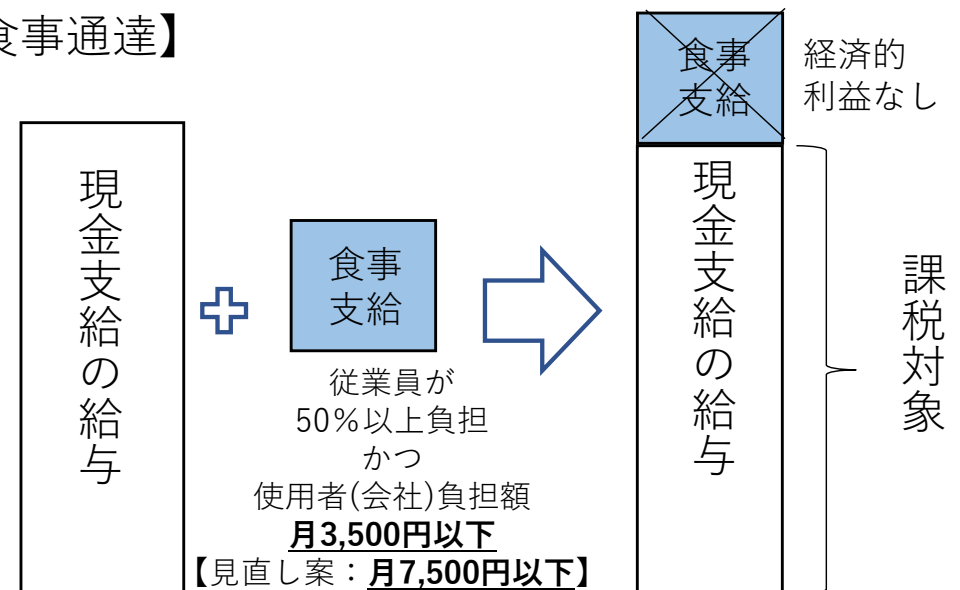 食事通達】
現金支給の給与
食事
支給
従業員が
50%以上負担
かつ
使用者(会社)負担額
月3,500円以下
【見直し案：月7,500円以下】
食事
支給
経済的
利益なし
現金支給の給与
課税対象